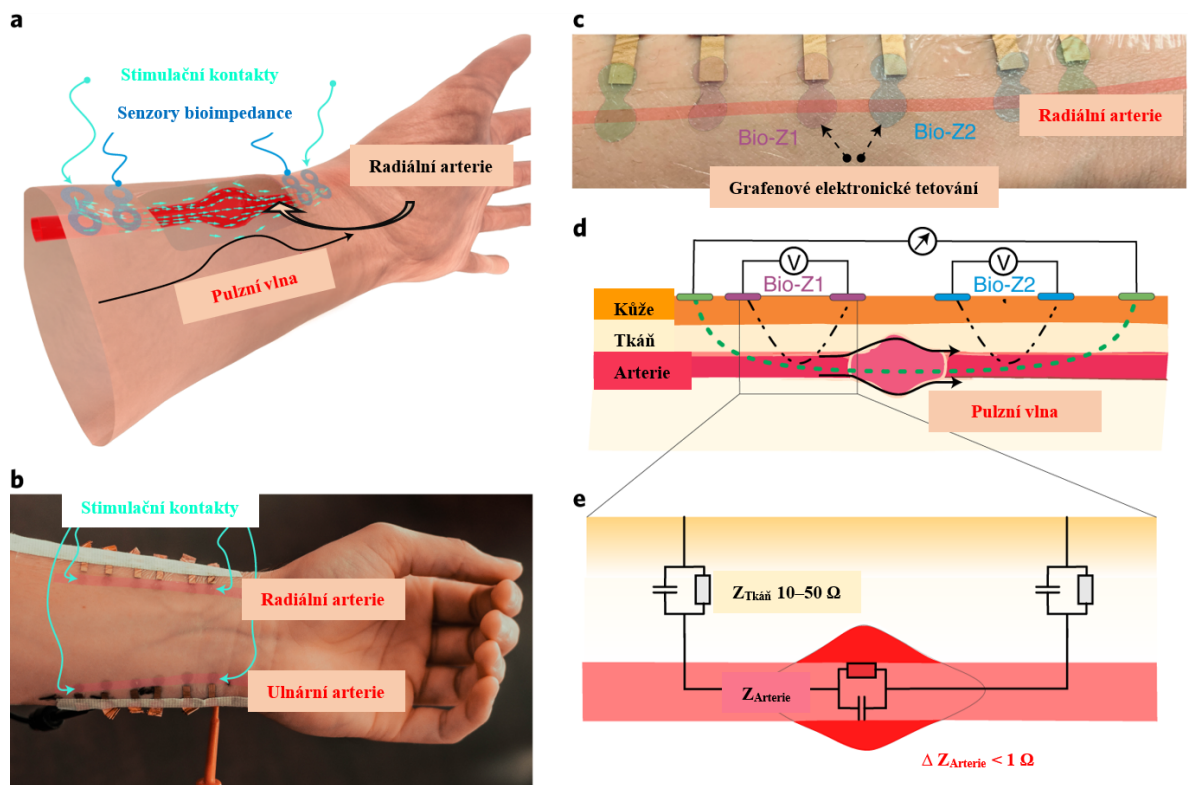 a
Stimulační kontakty
Senzory bioimpedance
Radiální arterie
Pulzní vlna
b
Stimulační kontakty
Radiální arterie
Ulnární arterie
c
Radiální arterie
Bio-Z1
Bio-Z2
Grafenové elektronické tetování
d
V
V
Bio-Z1
Bio-Z2
Kůže
Tkáň
Arterie
Pulzní vlna
e
ZTkáň 10–50 Ω
ZArterie
Δ ZArterie < 1 Ω